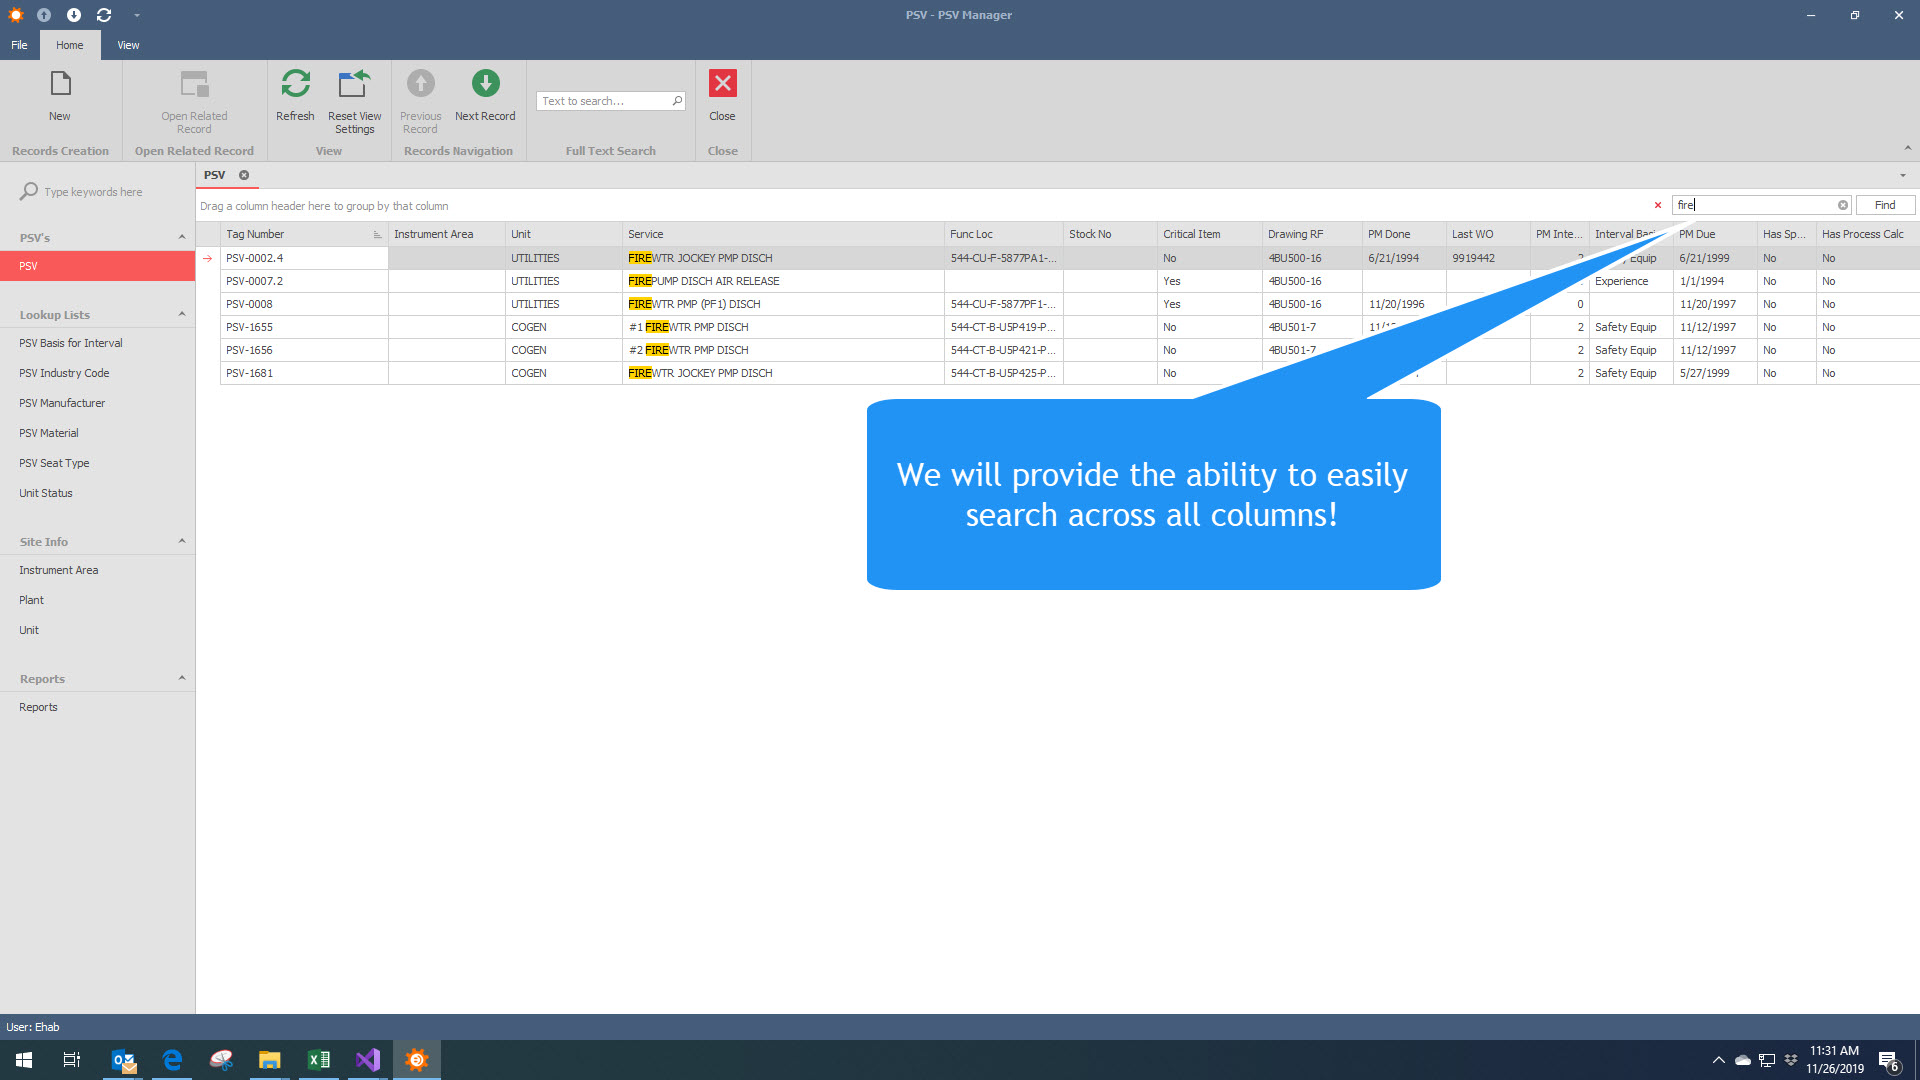 PSV - PSV Manager
File Home View
New
Open Related Record
Refresh
Reset View Settings
Previous Record
Next Record
Text to search...
Close
Records Creation Open Related Record View Records Navigation Full Text Search Close
Type keywords here
PSV's
PSV
Lookup Lists
PSV Basis for Interval
PSV Industry Code
PSV Manufacturer
PSV Material
PSV Seat Type
Unit Status
Site Info
Instrument Area
Plant
Unit
Reports
Reports
PSV
Drag a column header here to group by that column
fire Find
Tag Number Instrument Area Unit Service Func Loc Stock No Critical Item Drawing RF PM Done Last WO PM Inte... Interval PM Due Has Sp... Has Process Calc
PSV-0002.4 UTILITIES FIREWTR JOCKEY PMP DISCH 544-CU-F-5877PA1-... No 4BU500-16 6/21/1994 9919442 Equip 6/21/1999 No No
PSV-0007.2 UTILITIES FIREPUMP DISCH AIR RELEASE Yes 4BU500-16 Experience 1/1/1994 No No
PSV-0008 UTILITIES FIREWTR PMP (PF1) DISCH 544-CU-F-5877PF1-... Yes 4BU500-16 11/20/1996 0 11/20/1997 No No
PSV-1655 COGEN #1 FIREWTR PMP DISCH 544-CT-B-U5P419-P... No 4BU501-7 2 Safety Equip 11/12/1997 No No
PSV-1656 COGEN #2 FIREWTR PMP DISCH 544-CT-B-U5P421-P... No 4BU501-7 2 Safety Equip 11/12/1997 No No
PSV-1681 COGEN FIREWTR JOCKEY PMP DISCH 544-CT-B-U5P425-P... No 2 Safety Equip 5/27/1999 No No
We will provide the ability to easily
search across all columns!
User: Ehab
11:31 AM
11/26/2019
6